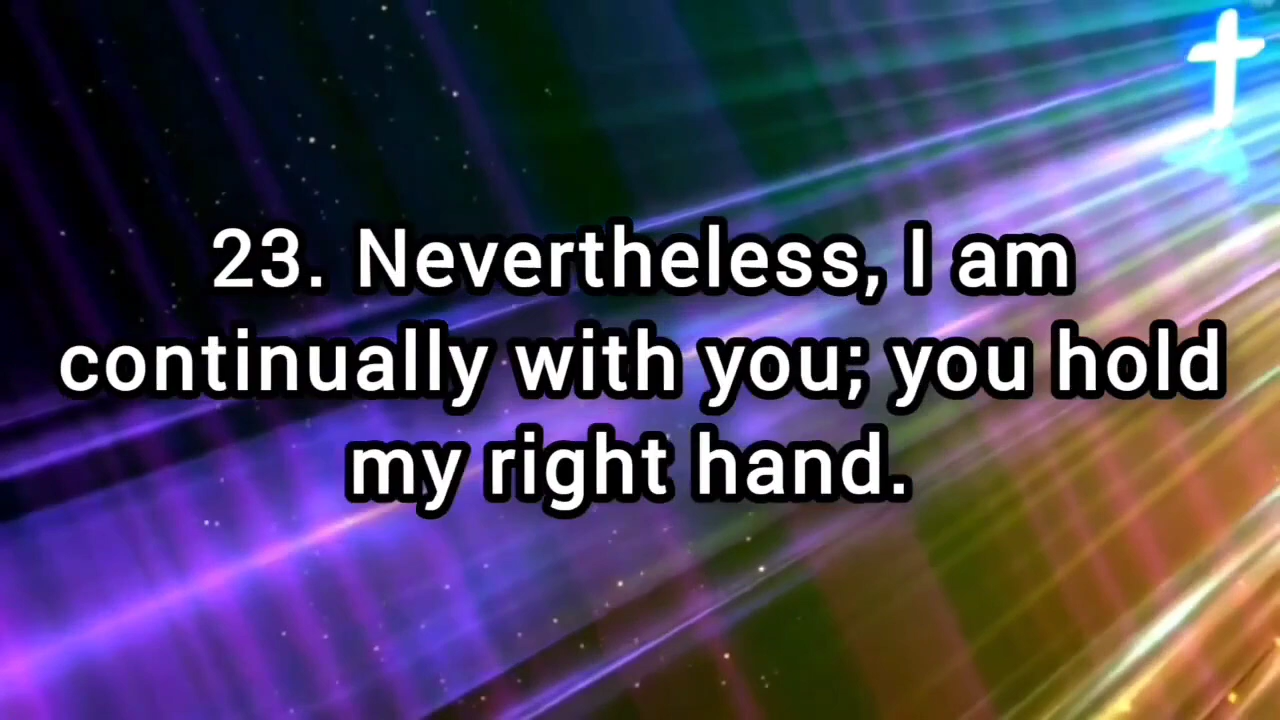 23. Nevertheless, I am
continually with you; you hold
my right hand.